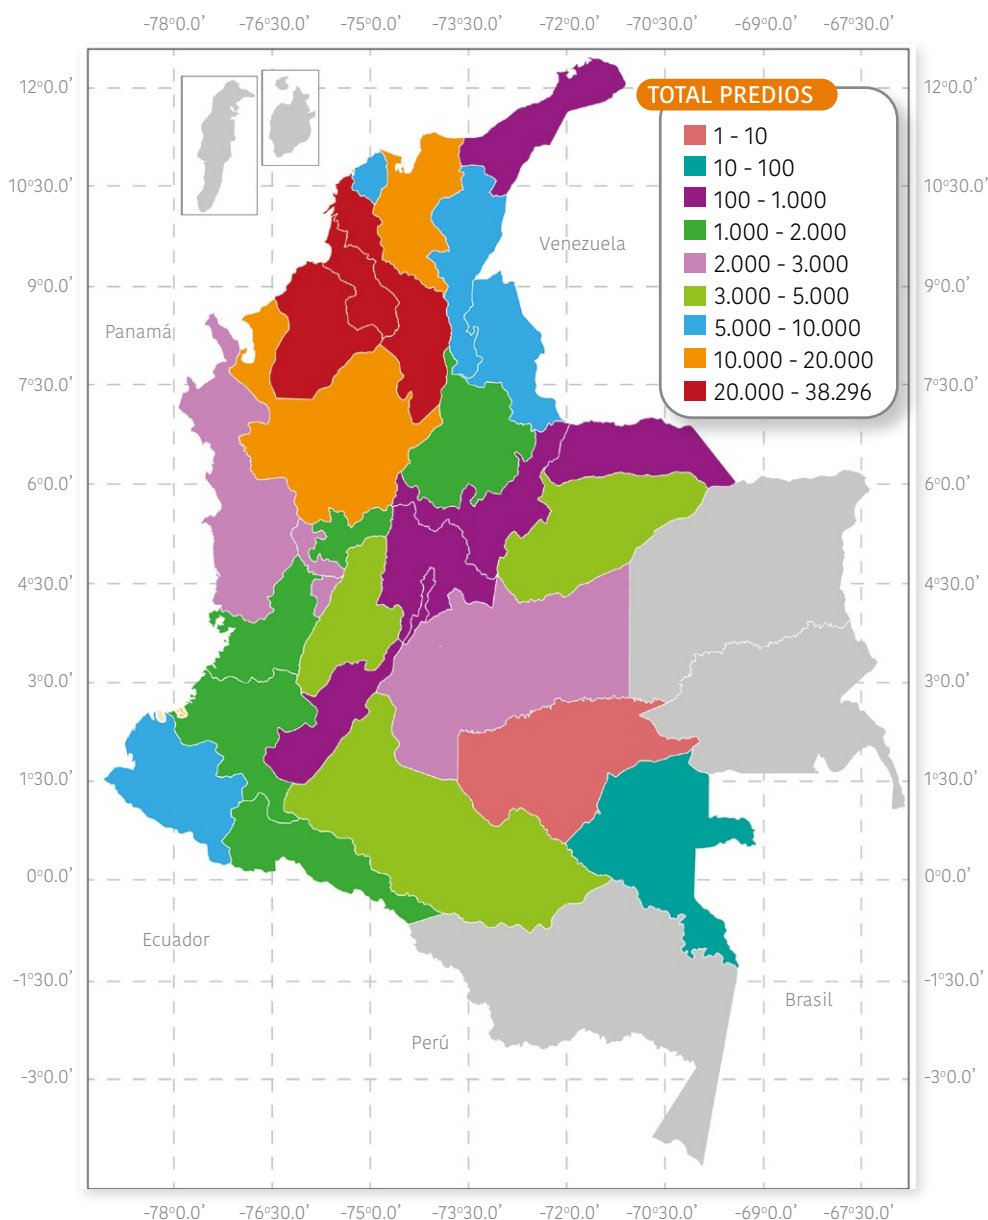 -78º0.0’ -76º30.0’ -75º0.0’ -73º30.0’ -72º0.0’ -70º30.0’ -69º0.0’ -67º30.0’
12º0.0’ 12º0.0’
TOTAL PREDIOS
1 - 10
10 - 100
10º30.0’ 100 - 1.000 10º30.0’
1.000 - 2.000
Venezuela
2.000 - 3.000
9º0.0’ 3.000 - 5.000 9º0.0’
Panamá 5.000 - 10.000
10.000 - 20.000
7º30.0’ 20.000 - 38.296 7º30.0’
6º0.0’ 6º0.0’
4º30.0’ 4º30.0’
3º0.0’ 3º0.0’
1º30.0’ 1º30.0’
0º0.0’ 0º0.0’
Ecuador
-1º30.0’ -1º30.0’
Brasil
Perú
-3º0.0’ -3º0.0’
-78º0.0’ -76º30.0’ -75º0.0’ -73º30.0’ -72º0.0’ -70º30.0’ -69º0.0’ -67º30.0’